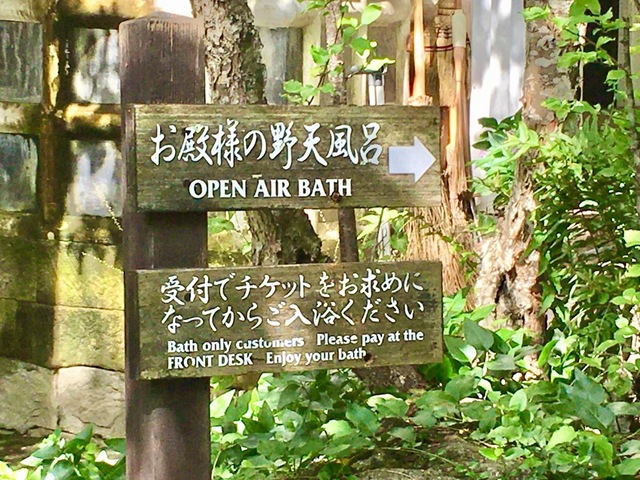 お殿様の野天風呂
OPEN AIR BATH
受付でチケットをお求めに
なってからご入浴ください
Bath only customers Please pay at the
FRONT DESK Enjoy your bath